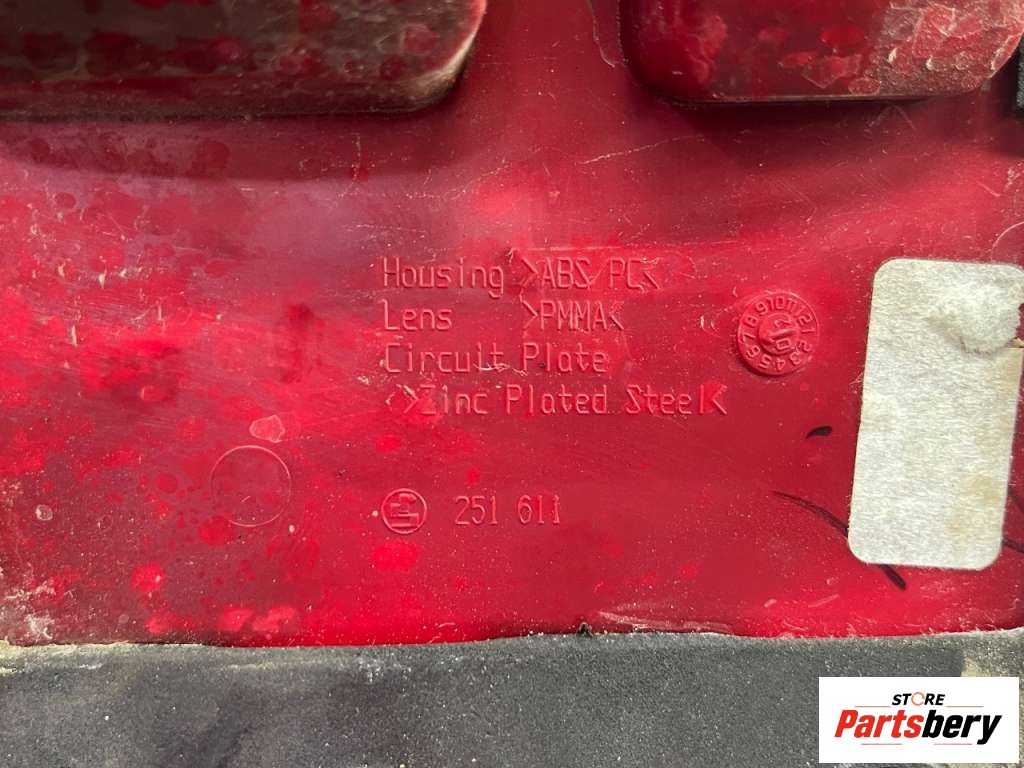 Housing >ABS/PC<
Lens >PMMA<
Circuit Plate
>Zinc Plated Steel<
251 611
STORE
Partsbery